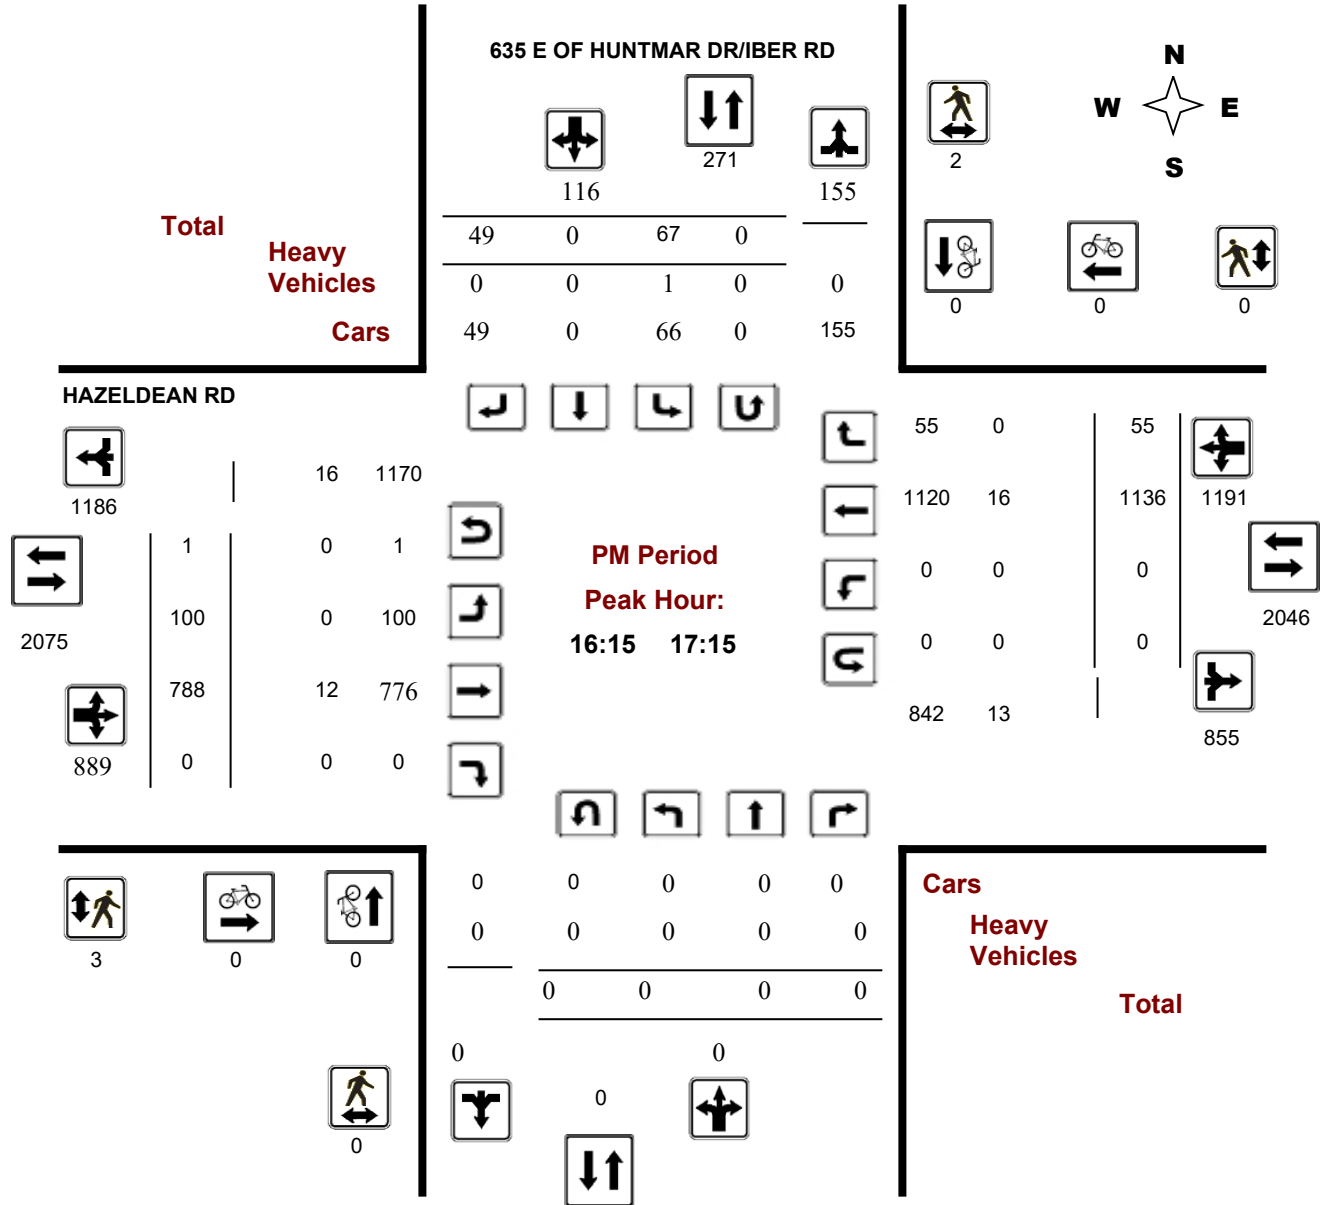 635 E OF HUNTMAR DR/IBER RD
N
W E
S
271
2
116 155
Total
49 0 67 0
Heavy
Vehicles
0 0 1 0 0
0 0 0
Cars
49 0 66 0 155
HAZELDEAN RD
55 0 55
16 1170
1186
1120 16 1136 1191
1 0 1
PM Period
0 0 0
Peak Hour:
100 0 100
2046
2075
16:15 17:15
0 0 0
788 12 776
842 13
855
889 0 0 0
0 0 0 0 0
Cars
0 0 0 0 0
Heavy
Vehicles
3 0 0
0 0 0 0
Total
0 0
0
0